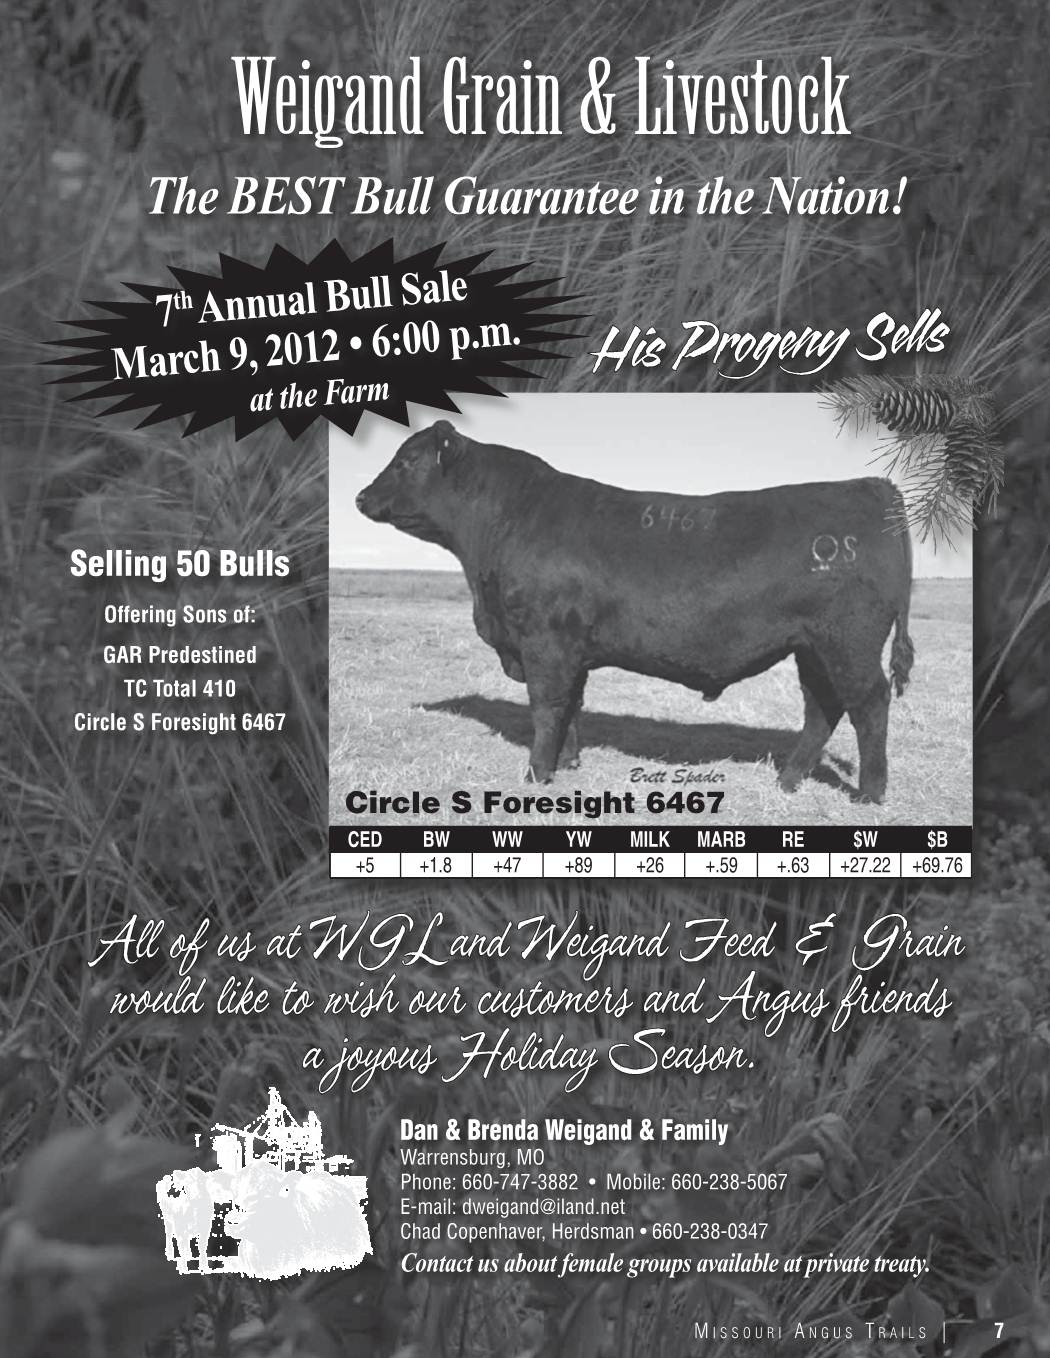 Weigand Grain & Livestock
The BEST Bull Guarantee in the Nation!
7th Annual Bull Sale
March 9, 2012 • 6:00 p.m.
at the Farm
His Progeny Sells
Selling 50 Bulls
Offering Sons of:
GAR Predestined
TC Total 410
Circle S Foresight 6467
6467
S
Brett Spader
Circle S Foresight 6467
CED BW WW YW MILK MARB RE $W $B
+5 +1.8 +47 +89 +26 +.59 +.63 +27.22 +69.76
All of us at WGL and Weigand Feed & Grain
would like to wish our customers and Angus friends
a joyous Holiday Season.
Dan & Brenda Weigand & Family
Warrensburg, MO
Phone: 660-747-3882 • Mobile: 660-238-5067
E-mail: dweigand@iland.net
Chad Copenhaver, Herdsman • 660-238-0347
Contact us about female groups available at private treaty.
Missouri Angus Trails | 7